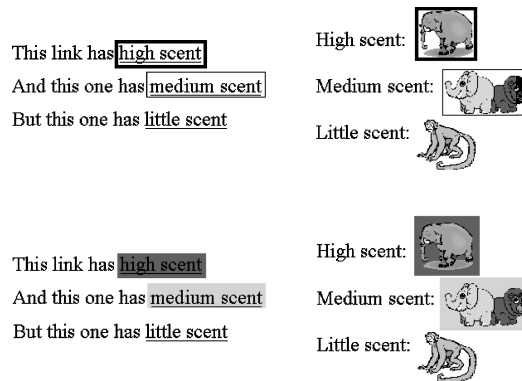 This link has high scent
And this one has medium scent
But this one has little scent
High scent:
Medium scent:
Little scent:
This link has high scent
And this one has medium scent
But this one has little scent
High scent:
Medium scent:
Little scent: